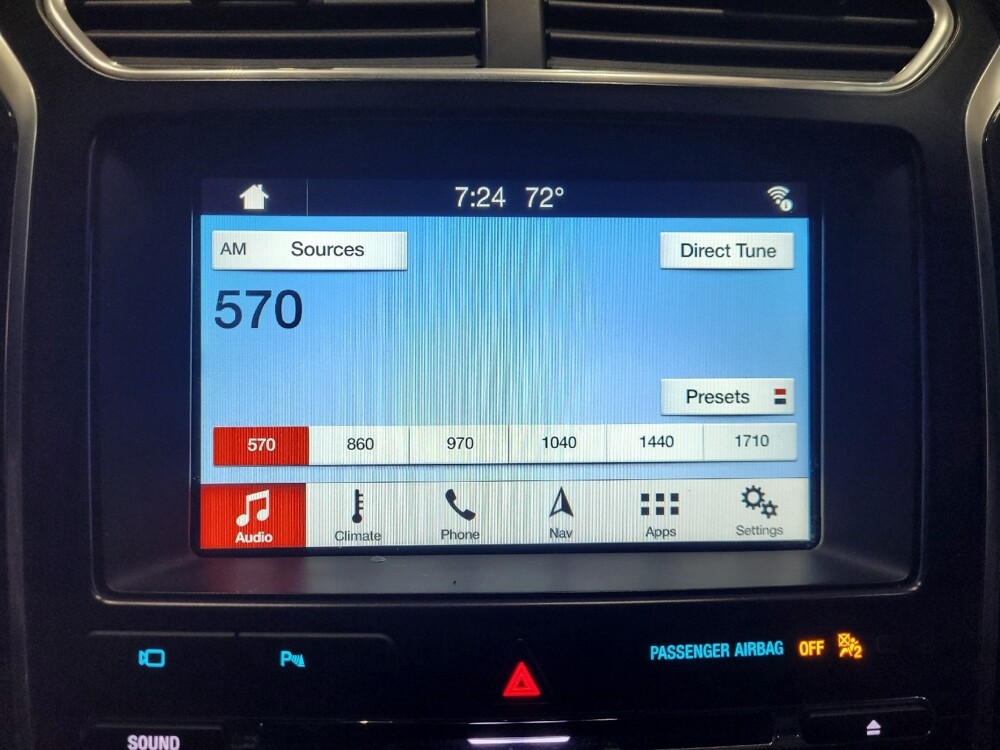 7:24 72°
AM Sources
Direct Tune
570
Presets
570 860 970 1040 1440 1710
Audio Climate Phone Nav Apps Settings
P
PASSENGER AIRBAG OFF 2
SOUND